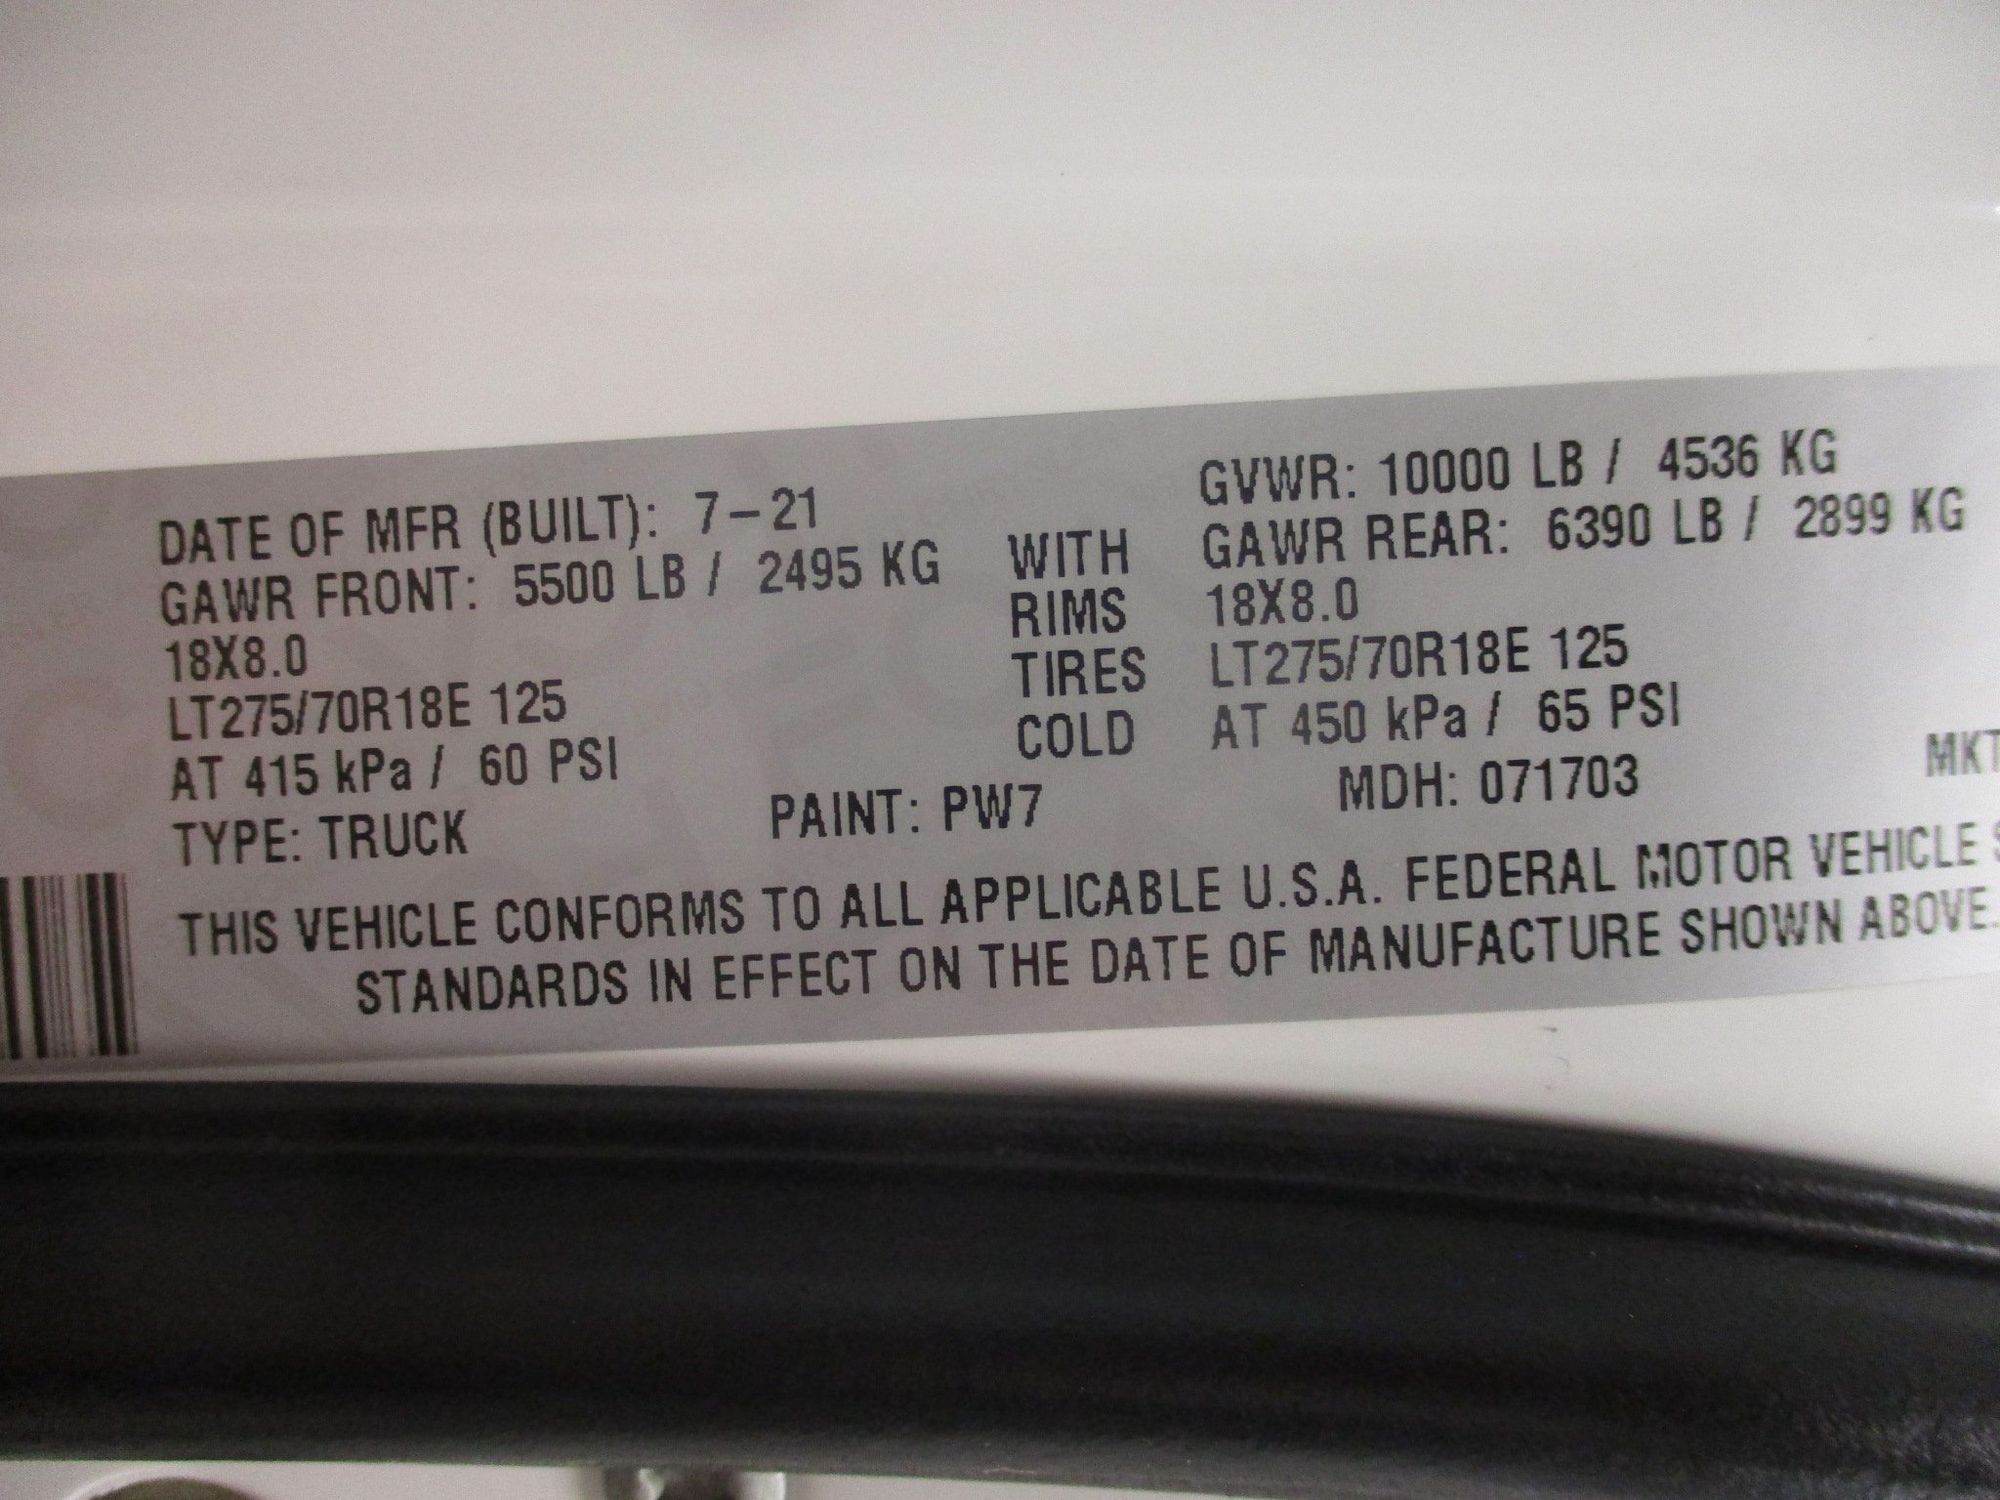 DATE OF MFR (BUILT): 7-21 GVWR: 10000 LB / 4536 KG
GAWR FRONT: 5500 LB / 2495 KG WITH GAWR REAR: 6390 LB / 2899 KG
18X8.0 RIMS 18X8.0
LT275/70R18E 125 TIRES LT275/70R18E 125
AT 415 kPa / 60 PSI COLD AT 450 kPa / 65 PSI
TYPE: TRUCK PAINT: PW7 MDH: 071703 MKT
THIS VEHICLE CONFORMS TO ALL APPLICABLE U.S.A. FEDERAL MOTOR VEHICLE
STANDARDS IN EFFECT ON THE DATE OF MANUFACTURE SHOWN ABOVE.